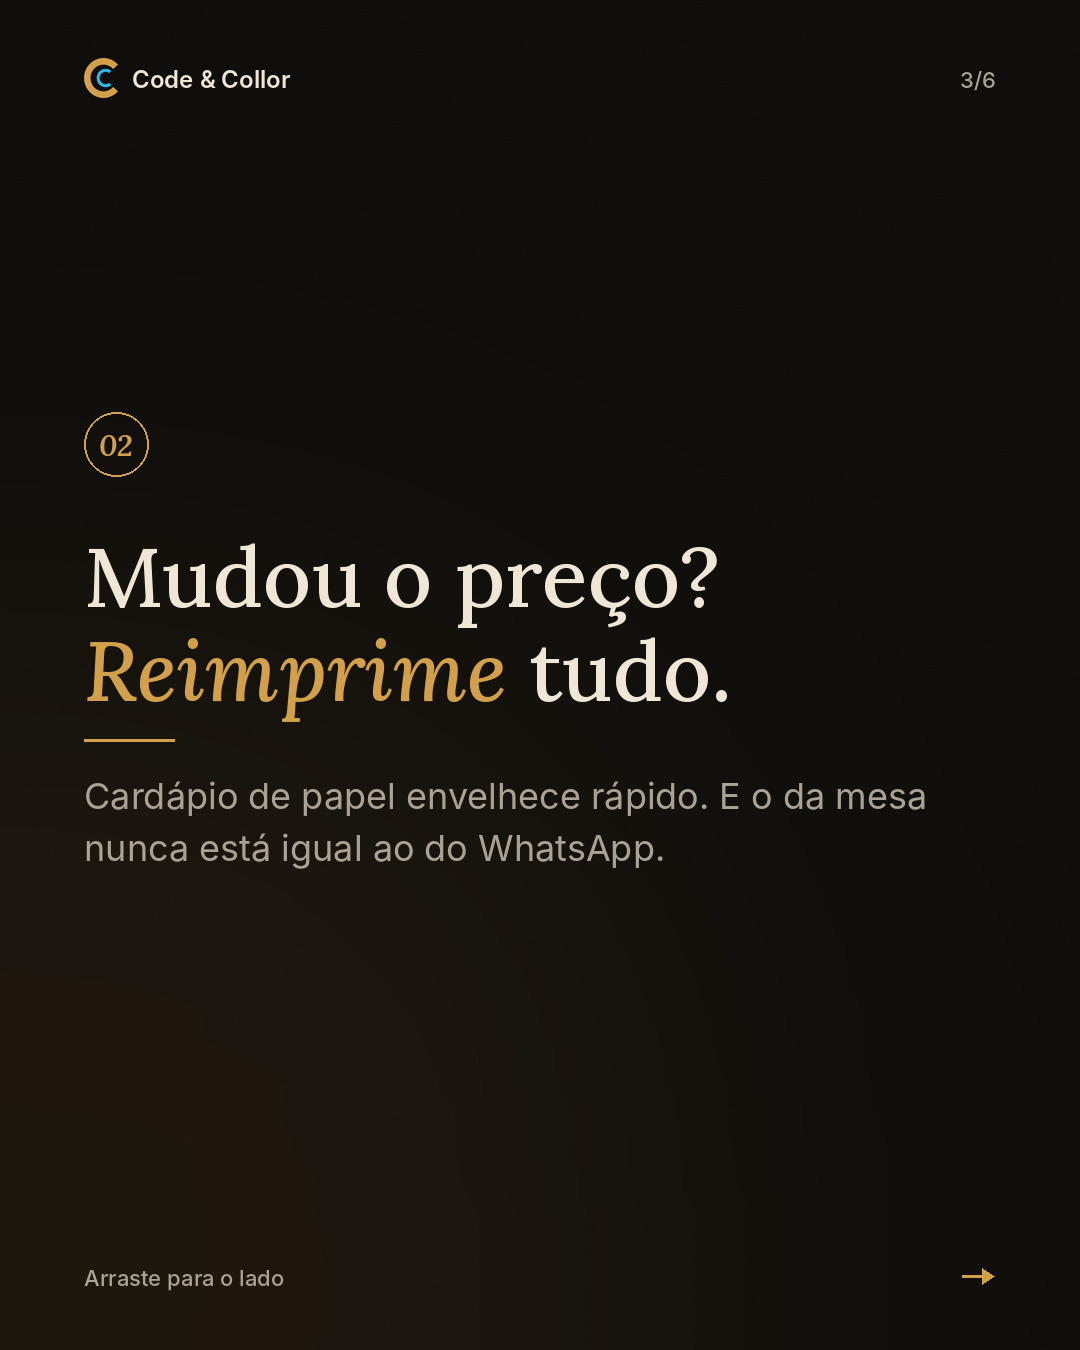 Code & Collor
3/6
02
Mudou o preço?
Reimprime tudo.
Cardápio de papel envelhece rápido. E o da mesa
nunca está igual ao do WhatsApp.
Arraste para o lado